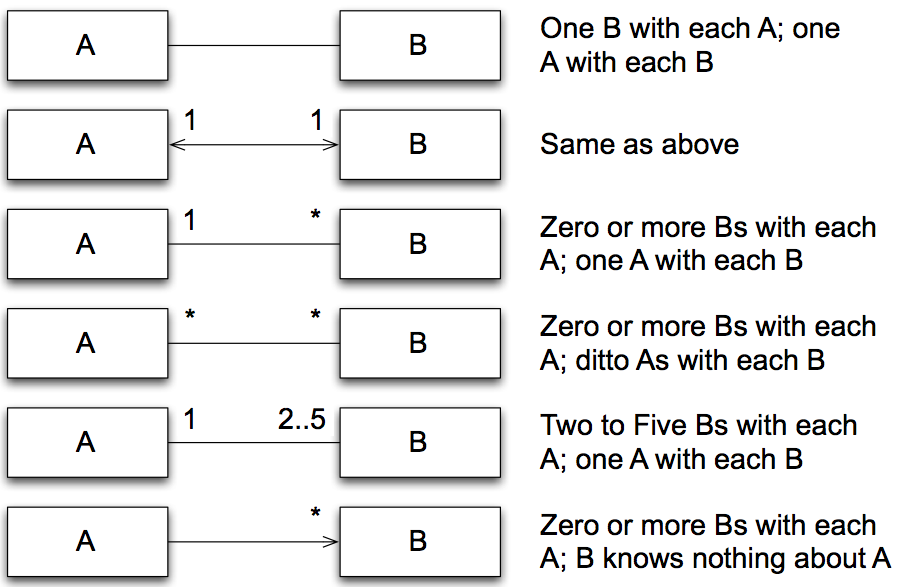 A B One B with each A; one
A with each B
1 1
A B Same as above
1 *
A B Zero or more Bs with each
A; one A with each B
* *
A B Zero or more Bs with each
A; ditto As with each B
1 2..5
A B Two to Five Bs with each
A; one A with each B
*
A B Zero or more Bs with each
A; B knows nothing about A